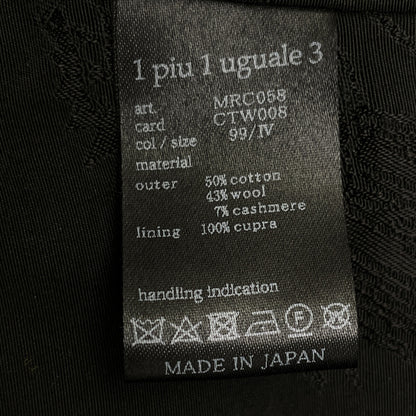 1 piu 1 uguale 3
art. MRC058
card CTW008
col / size 99/IV
material
outer 50% cotton
43% wool
7% cashmere
lining 100% cupra
handling indication
MADE IN JAPAN